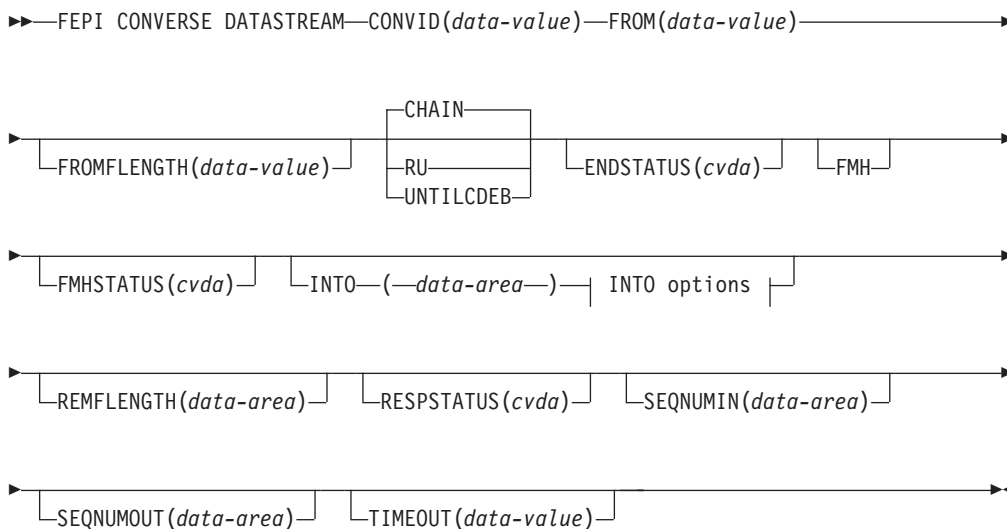 FEPI CONVERSE DATASTREAM CONVID(data-value) FROM(data-value)
CHAIN
FROMFLENGTH(data-value) RU ENDSTATUS(cvda) FMH
UNTILCDEB
FMHSTATUS(cvda) INTO ( data-area ) INTO options
REMFLENGTH(data-area) RESPSTATUS(cvda) SEQNUMIN(data-area)
SEQNUMOUT(data-area) TIMEOUT(data-value)